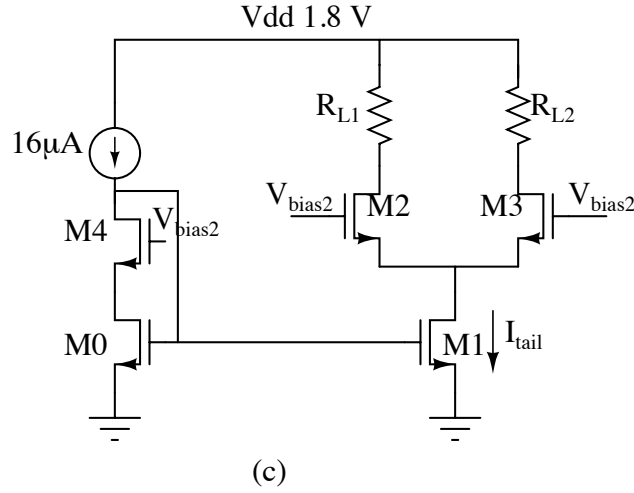 Vdd 1.8 V
R_L1
R_L2
16μA
V_bias2
M2
M3
V_bias2
M4
V_bias2
M0
M1
I_tail
(c)